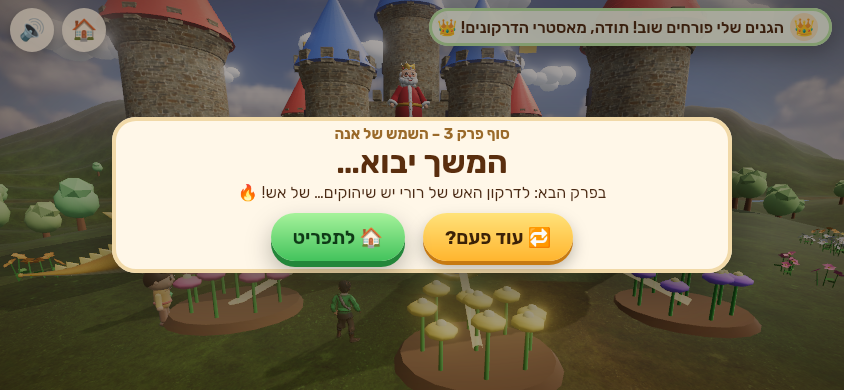 👑 הגנים שלי פורחים שוב! תודה, מאסטרי הדרקונים! 👑
סוף פרק 3 – השמש של אנה
המשך יבוא...
בפרק הבא: לדרקון האש של רורי יש שיהוקים... של אש! 🔥
🔁 עוד פעם?
🏠 לתפריט